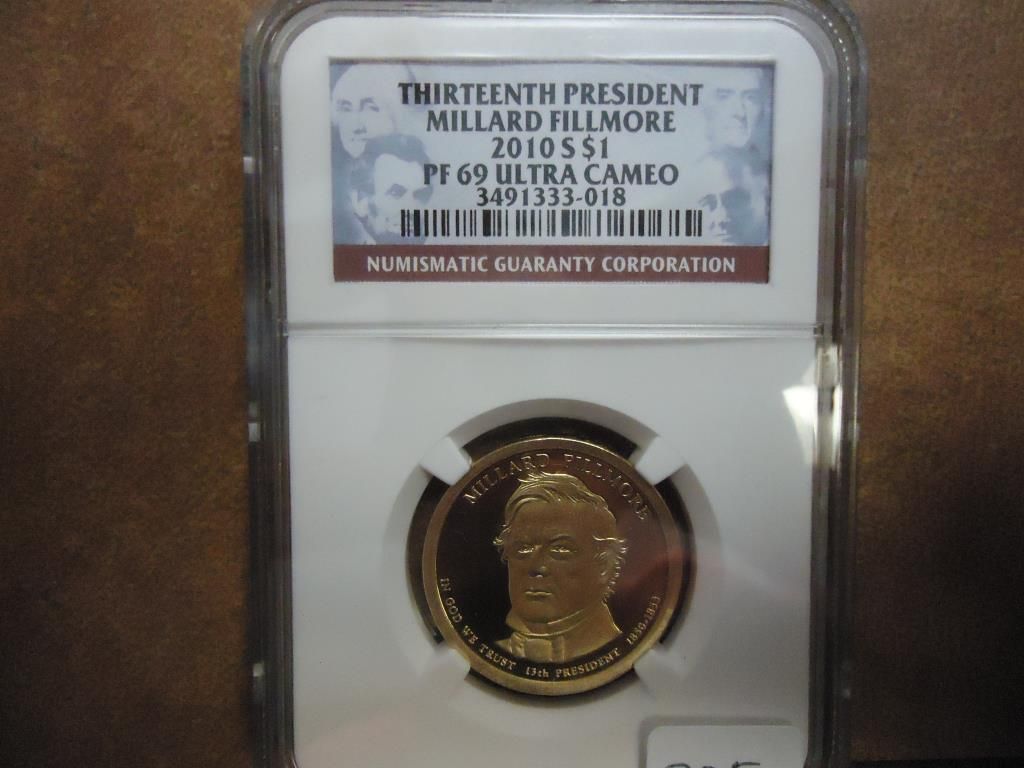 THIRTEENTH PRESIDENT
MILLARD FILLMORE
2010 S $1
PF 69 ULTRA CAMEO
3491333-018
NUMISMATIC GUARANTY CORPORATION
MILLARD FILLMORE
IN GOD WE TRUST 13th PRESIDENT 1850-1853